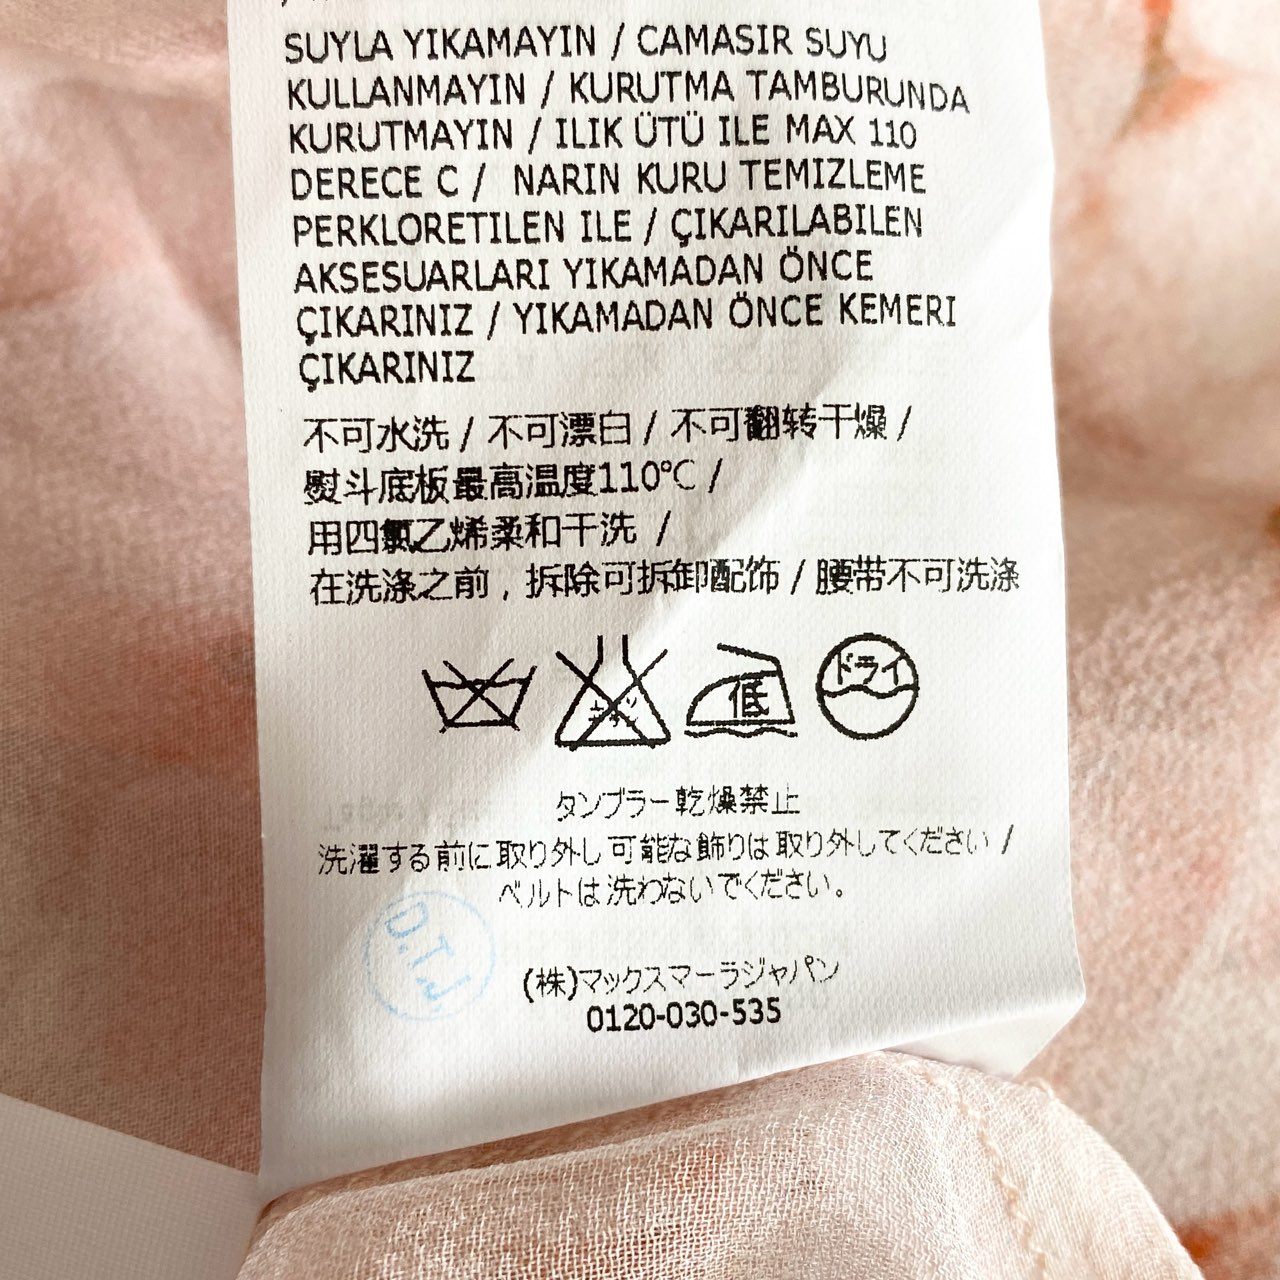 SUYLA YIKAMAYIN / CAMASIR SUYU
KULLANMAYIN / KURUTMA TAMBURUNDA
KURUTMAYIN / ILIK ÜTÜ ILE MAX 110
DERECE C / NARIN KURU TEMIZLEME
PERKLORETILEN ILE / ÇIKARILABILEN
AKSESUARLARI YIKAMADAN ÖNCE
ÇIKARINIZ / YIKAMADAN ÖNCE KEMERI
ÇIKARINIZ
不可水洗 / 不可漂白 / 不可翻转干燥 /
熨斗底板最高温度110℃ /
用四氯乙烯柔和干洗 /
在洗涤之前，拆除可拆卸配饰 / 腰带不可洗涤
低 ドライ
タンブラー乾燥禁止
洗濯する前に取り外し可能な飾りは取り外してください /
ベルトは洗わないでください。
(株)マックスマーラジャパン
0120-030-535